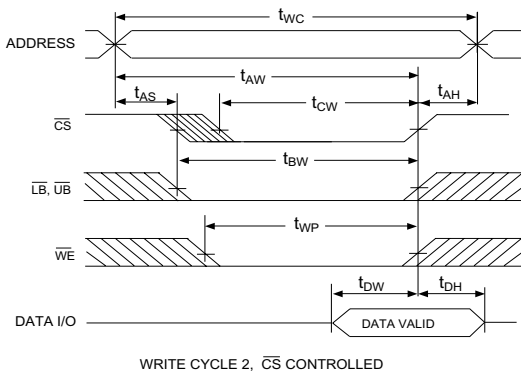 tWC
ADDRESS
tAW
tAS
tCW
tAH
CS
tBW
LB, UB
tWP
WE
tDW
tDH
DATA I/O
DATA VALID
WRITE CYCLE 2, CS CONTROLLED